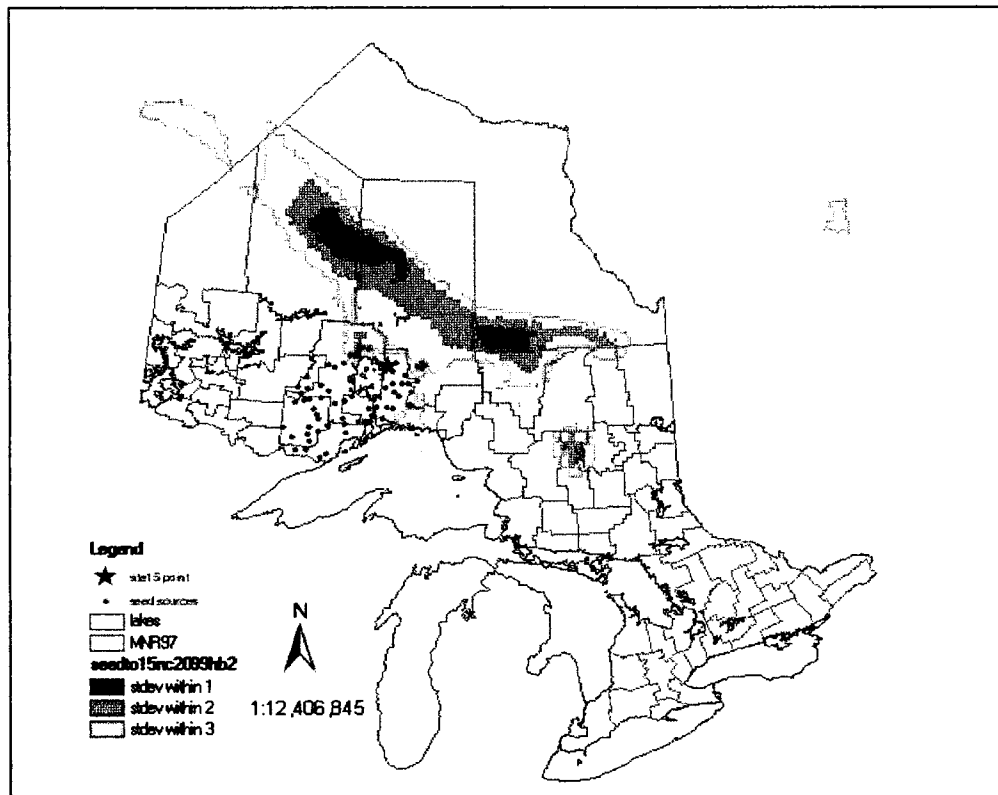 Legend
site15 point
seed sources
lakes
MNR97
seedto15inc2099hb2
stdev within 1
stdev within 2
stdev within 3
N
1:12,406,845